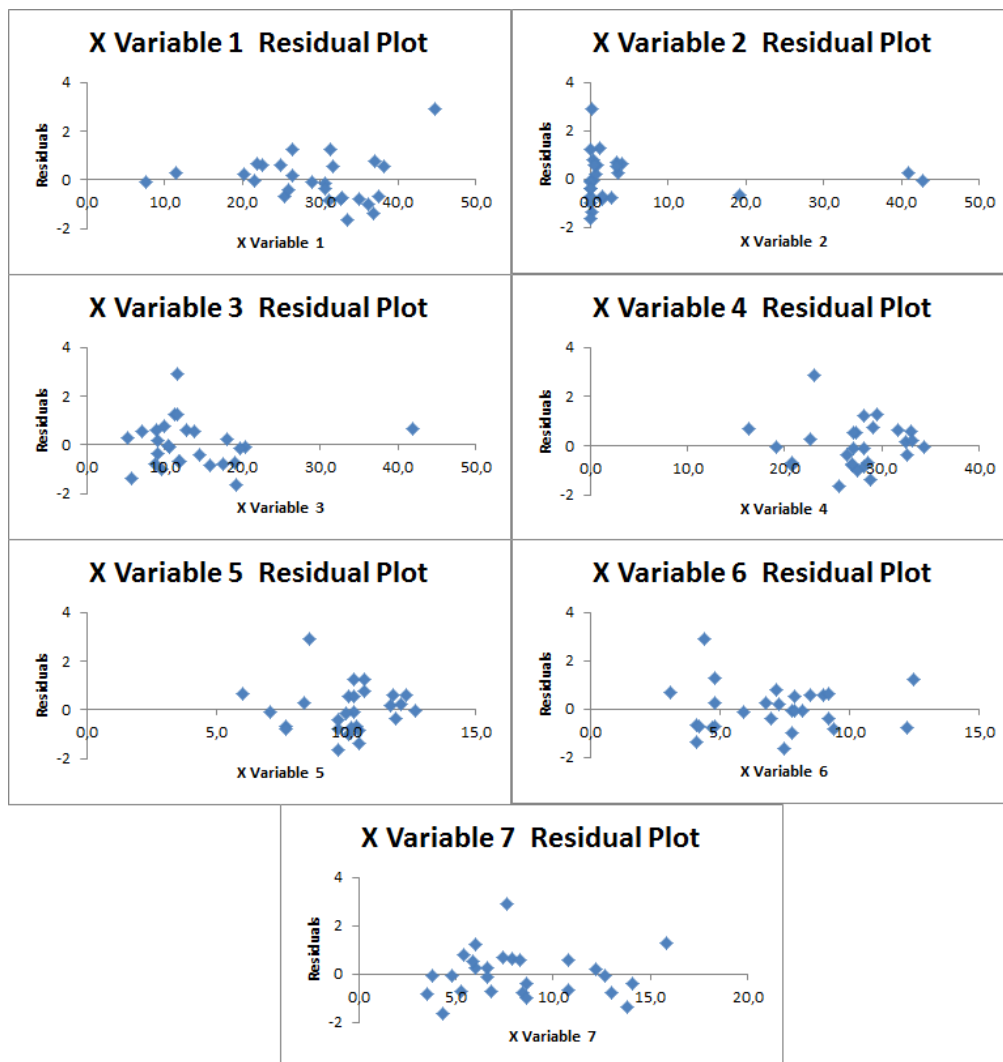 X Variable 1 Residual Plot
4
2
0
-2
0,0 10,0 20,0 30,0 40,0 50,0
Residuals
X Variable 1
X Variable 2 Residual Plot
4
2
0
-2
0,0 10,0 20,0 30,0 40,0 50,0
Residuals
X Variable 2
X Variable 3 Residual Plot
4
2
0
-2
0,0 10,0 20,0 30,0 40,0 50,0
Residuals
X Variable 3
X Variable 4 Residual Plot
4
2
0
-2
0,0 10,0 20,0 30,0 40,0
Residuals
X Variable 4
X Variable 5 Residual Plot
4
2
0
-2
0,0 5,0 10,0 15,0
Residuals
X Variable 5
X Variable 6 Residual Plot
4
2
0
-2
0,0 5,0 10,0 15,0
Residuals
X Variable 6
X Variable 7 Residual Plot
4
2
0
-2
0,0 5,0 10,0 15,0 20,0
Residuals
X Variable 7